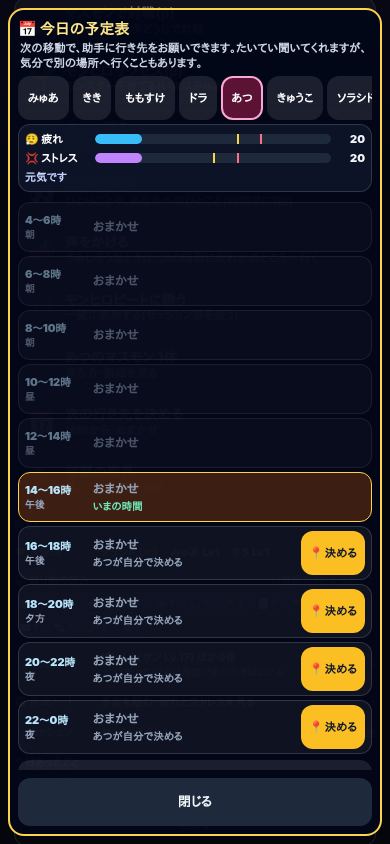 📅 今日の予定表
次の移動で、助手に行き先をお願いできます。たいてい聞いてくれますが、
気分で別の場所へ行くこともあります。
みゅあ きき ももすけ ドラ あつ きゅうこ ソラシド
😮‍💨 疲れ 20
💢 ストレス 20
元気です
4〜6時 おまかせ
朝
6〜8時 おまかせ
朝
8〜10時 おまかせ
朝
10〜12時 おまかせ
昼
12〜14時 おまかせ
昼
14〜16時 おまかせ
午後 いまの時間
16〜18時 おまかせ
午後 あつが自分で決める
📍決める
18〜20時 おまかせ
夕方 あつが自分で決める
📍決める
20〜22時 おまかせ
夜 あつが自分で決める
📍決める
22〜0時 おまかせ
夜 あつが自分で決める
📍決める
閉じる